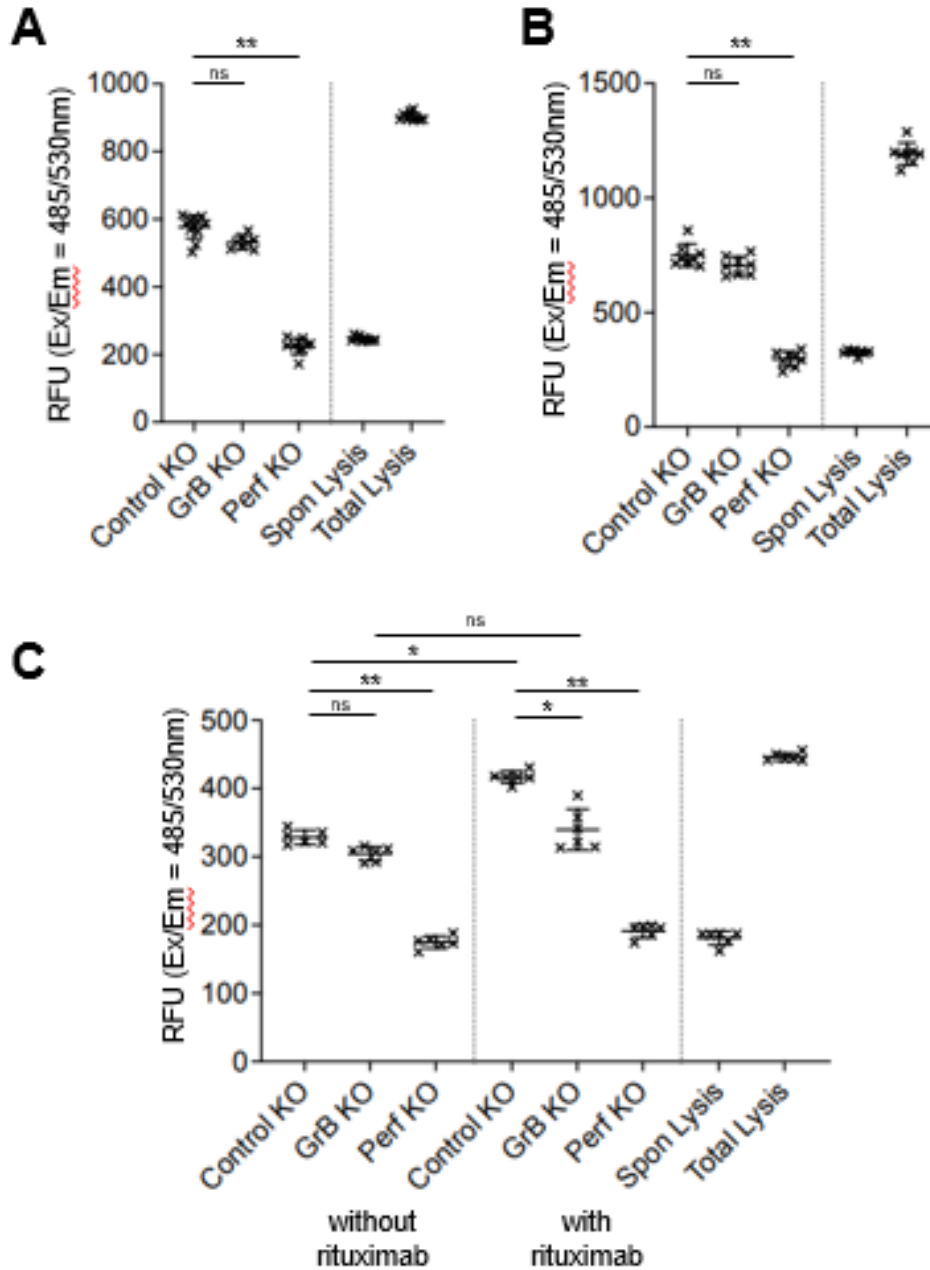 A
**
ns
RFU (Ex/Em = 485/530nm)
1000
800
600
400
200
0
Control KO
GrB KO
Perf KO
Spon Lysis
Total Lysis
B
**
ns
RFU (Ex/Em = 485/530nm)
1500
1000
500
0
Control KO
GrB KO
Perf KO
Spon Lysis
Total Lysis
C
ns
*
**
**
ns
*
RFU (Ex/Em = 485/530nm)
500
400
300
200
100
0
Control KO
GrB KO
Perf KO
Control KO
GrB KO
Perf KO
Spon Lysis
Total Lysis
without
rituximab
with
rituximab